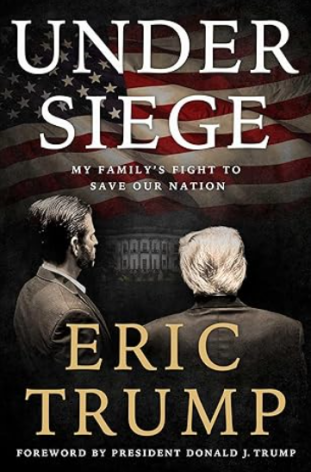 UNDER
SIEGE
MY FAMILY'S FIGHT TO
SAVE OUR NATION
ERIC
TRUMP
FOREWORD BY PRESIDENT DONALD J. TRUMP